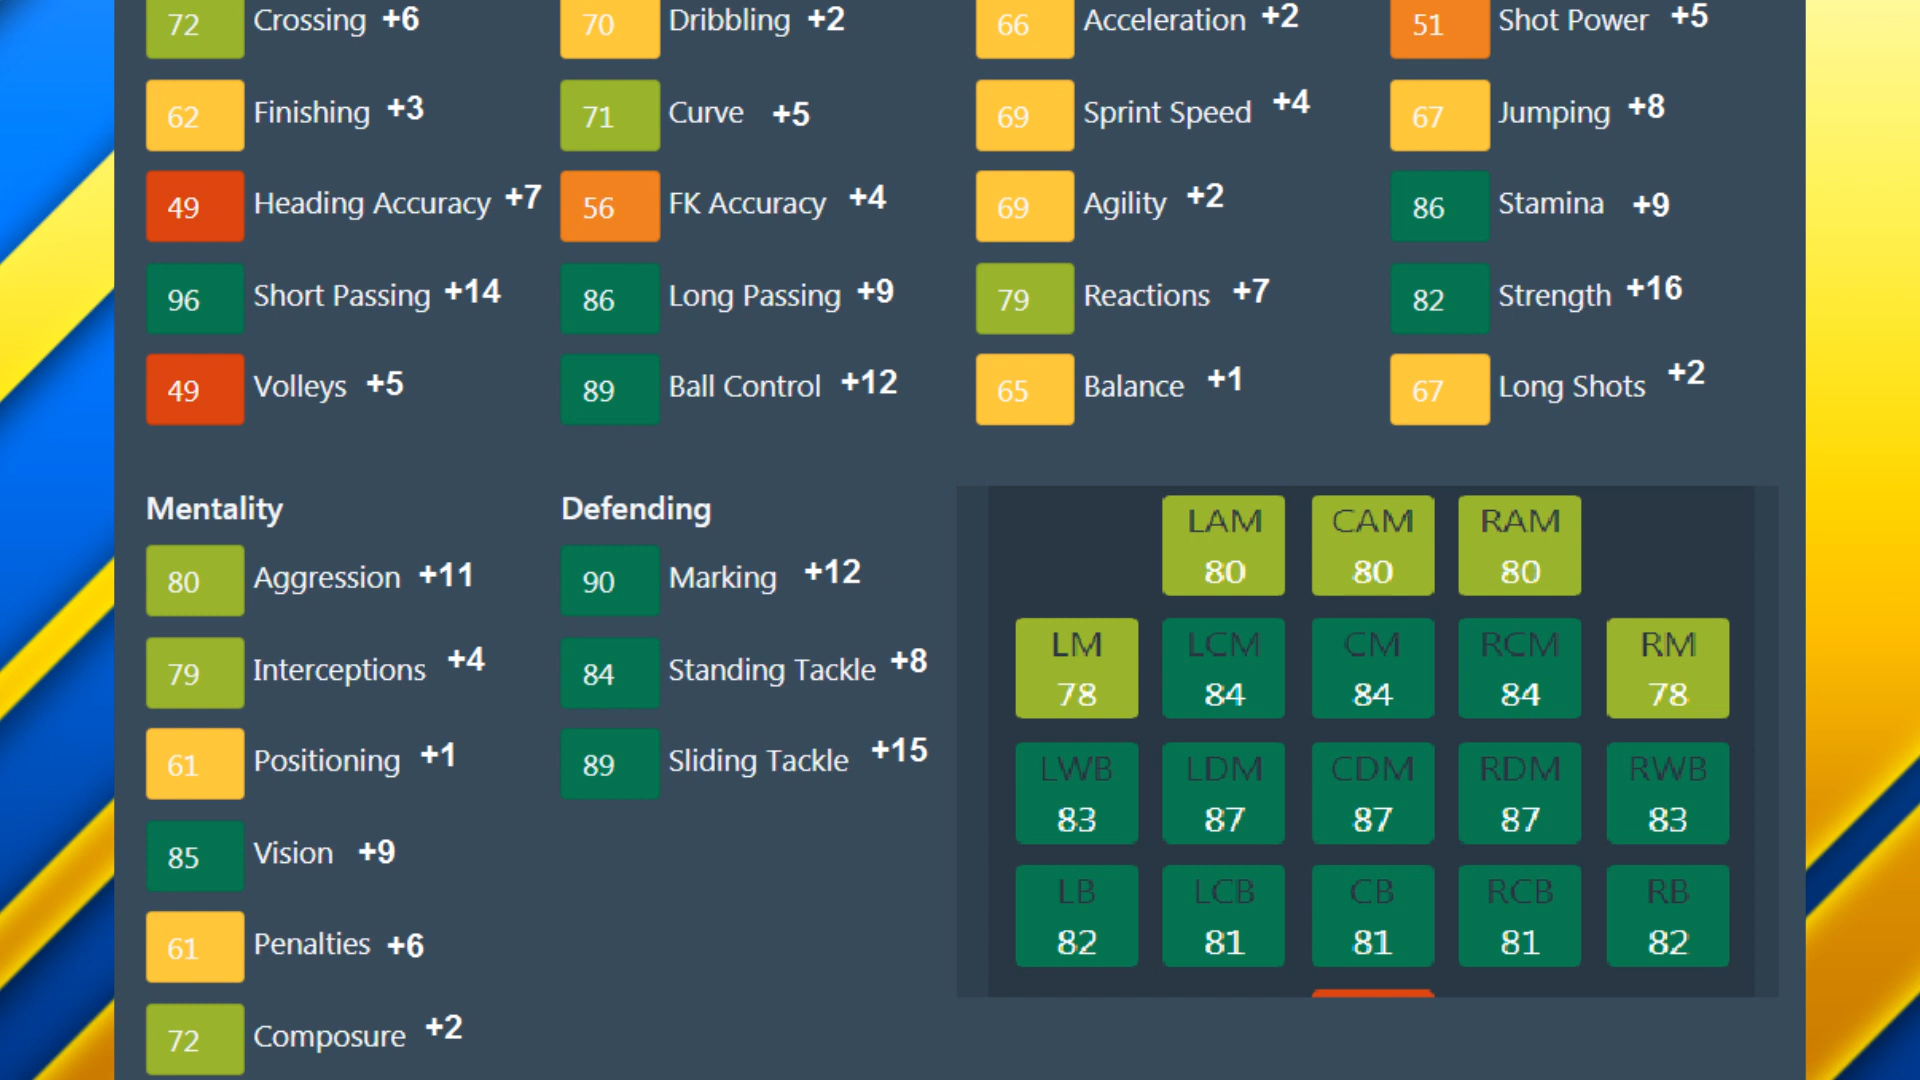 72 Crossing +6 70 Dribbling +2 66 Acceleration +2 51 Shot Power +5
62 Finishing +3 71 Curve +5 69 Sprint Speed +4 67 Jumping +8
49 Heading Accuracy +7 56 FK Accuracy +4 69 Agility +2 86 Stamina +9
96 Short Passing +14 86 Long Passing +9 79 Reactions +7 82 Strength +16
49 Volleys +5 89 Ball Control +12 65 Balance +1 67 Long Shots +2
Mentality
80 Aggression +11
79 Interceptions +4
61 Positioning +1
85 Vision +9
61 Penalties +6
72 Composure +2
Defending
90 Marking +12
84 Standing Tackle +8
89 Sliding Tackle +15
LAM CAM RAM
80 80 80
LM LCM CM RCM RM
78 84 84 84 78
LWB LDM CDM RDM RWB
83 87 87 87 83
LB LCB CB RCB RB
82 81 81 81 82